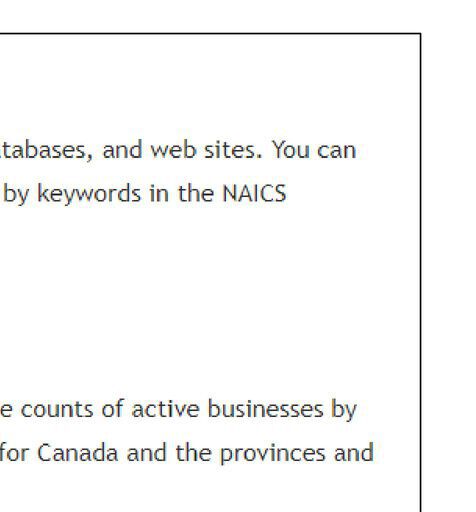 tabases, and web sites. You can
by keywords in the NAICS
e counts of active businesses by
for Canada and the provinces and